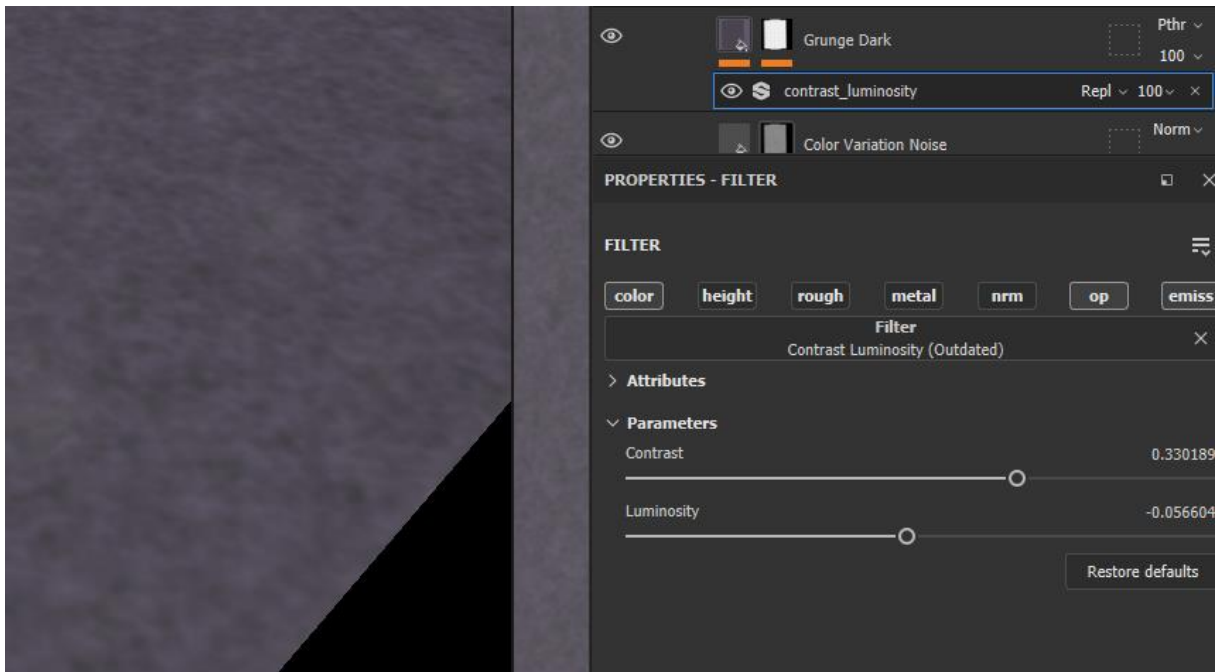 Pthr
Grunge Dark
100
contrast_luminosity Repl 100
Norm
Color Variation Noise
PROPERTIES - FILTER
FILTER
color height rough metal nrm op emiss
Filter
Contrast Luminosity (Outdated)
Attributes
Parameters
Contrast 0.330189
Luminosity -0.056604
Restore defaults